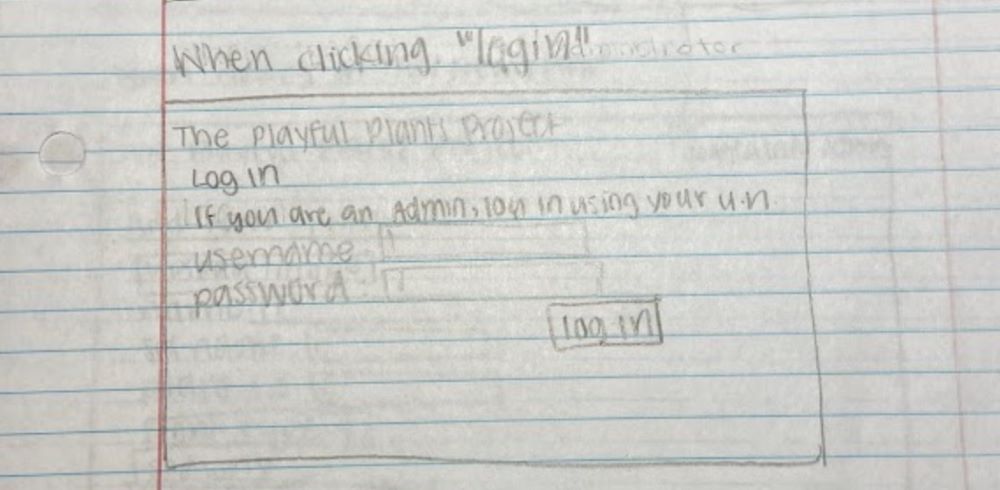 When clicking "login"
The Playful Plants Project
Log in
If you are an Admin, log in using your u.n.
username
password
log in